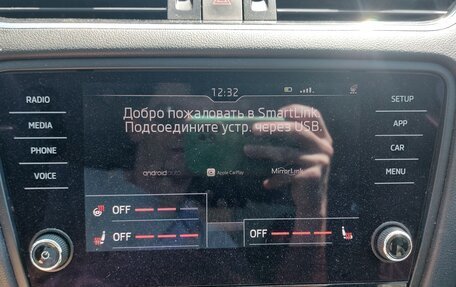 12:32
RADIO
MEDIA
PHONE
VOICE
Добро пожаловать в SmartLink.
Подсоедините устр. через USB.
androidauto
Apple CarPlay
MirrorLink
OFF
OFF
OFF
SETUP
APP
CAR
MENU